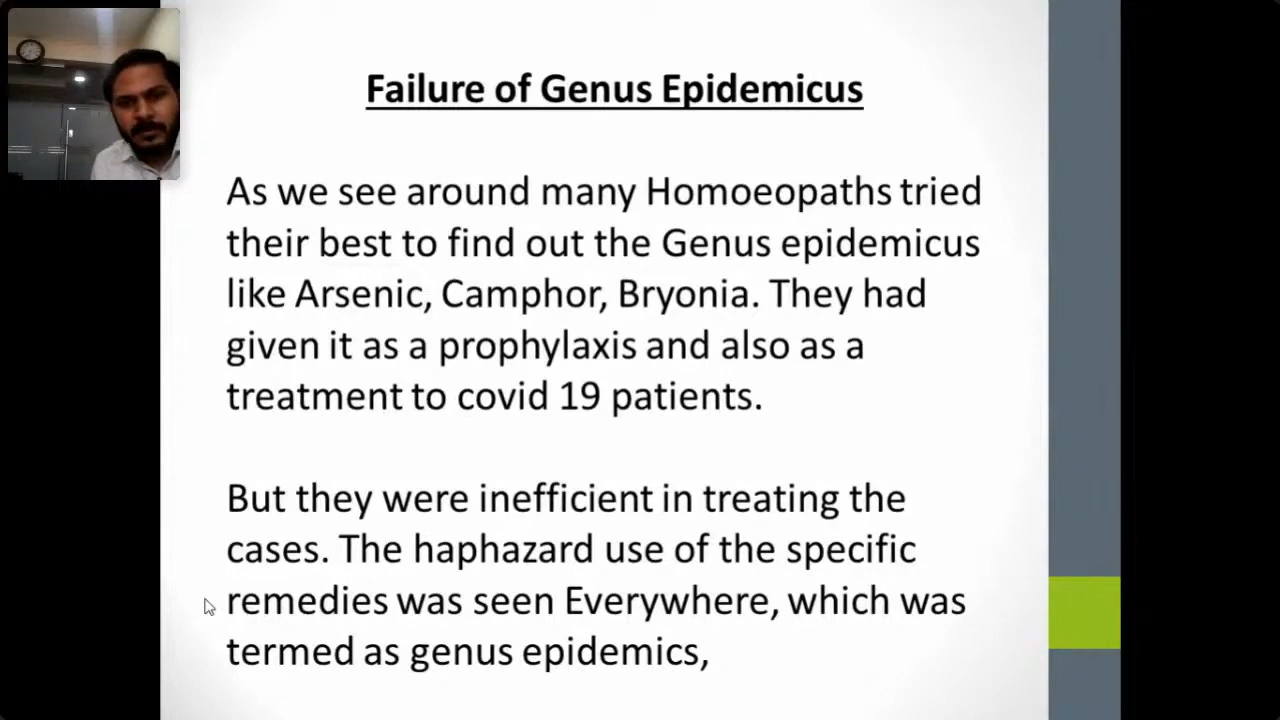 Failure of Genus Epidemicus
As we see around many Homoeopaths tried
their best to find out the Genus epidemicus
like Arsenic, Camphor, Bryonia. They had
given it as a prophylaxis and also as a
treatment to covid 19 patients.
But they were inefficient in treating the
cases. The haphazard use of the specific
remedies was seen Everywhere, which was
termed as genus epidemics,